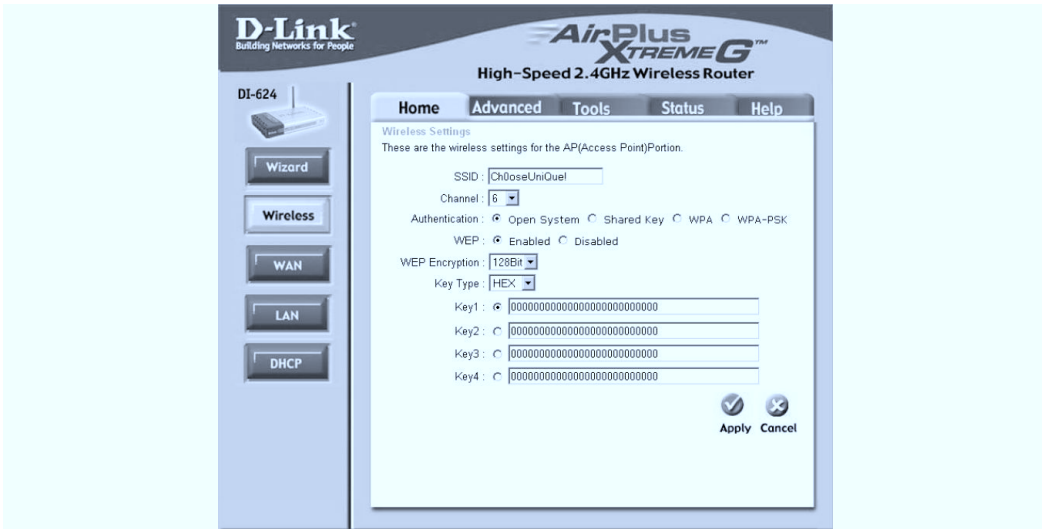 D-Link
Building Networks for People
AirPlus
XTREME G™
High-Speed 2.4GHz Wireless Router
DI-624
Home Advanced Tools Status Help
Wizard
Wireless
WAN
LAN
DHCP
Wireless Settings
These are the wireless settings for the AP(Access Point)Portion.
SSID : Ch0oseUniQue!
Channel : 6
Authentication : Open System Shared Key WPA WPA-PSK
WEP : Enabled Disabled
WEP Encryption : 128Bit
Key Type : HEX
Key1 : 00000000000000000000000000
Key2 : 00000000000000000000000000
Key3 : 00000000000000000000000000
Key4 : 00000000000000000000000000
Apply Cancel